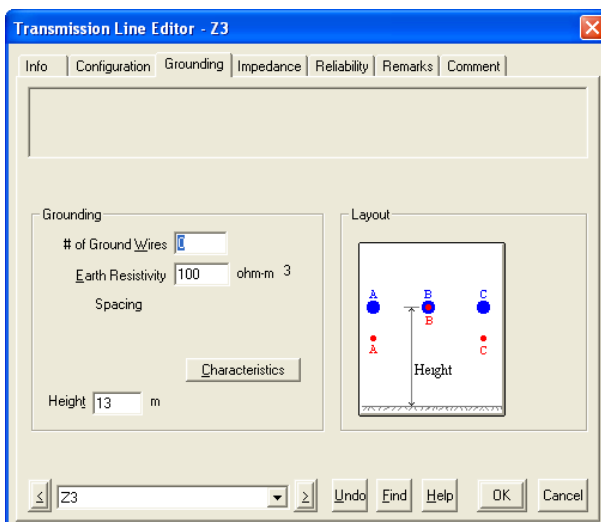 Transmission Line Editor - Z3
Info Configuration Grounding Impedance Reliability Remarks Comment
Grounding
# of Ground Wires 0
Earth Resistivity 100 ohm-m 3
Spacing
Characteristics
Height 13 m
Layout
A B C
B
A C
Height
< Z3 > Undo Find Help OK Cancel